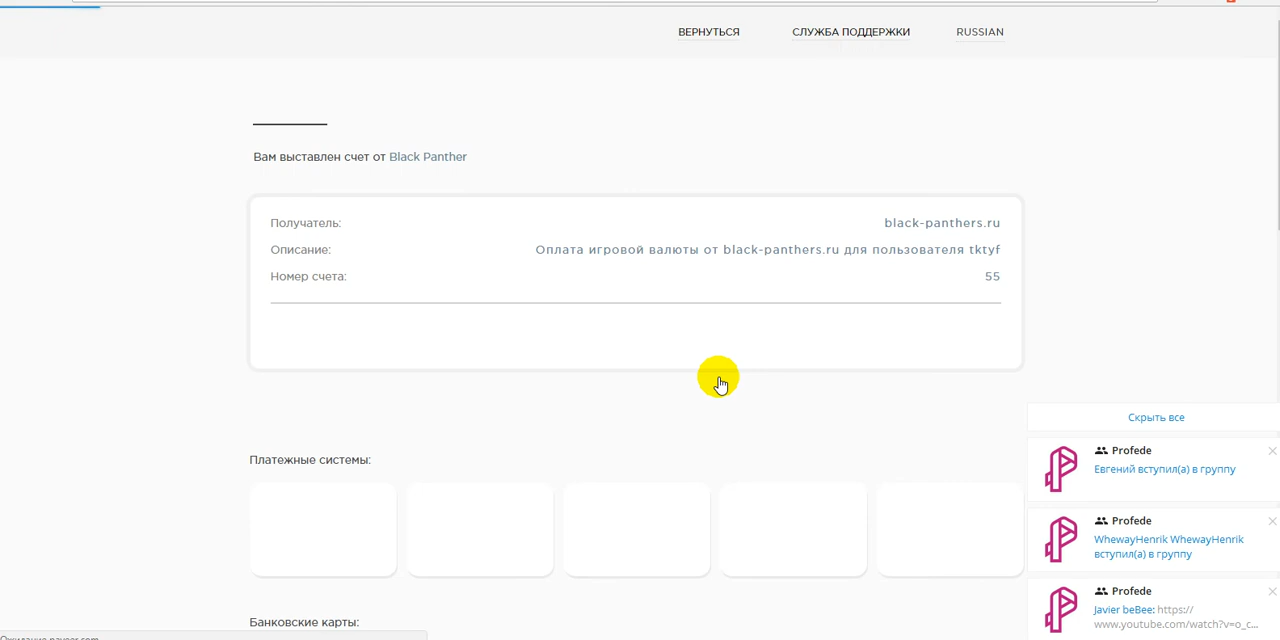 ВЕРНУТЬСЯ СЛУЖБА ПОДДЕРЖКИ RUSSIAN
Вам выставлен счет от Black Panther
Получатель: black-panthers.ru
Описание: Оплата игровой валюты от black-panthers.ru для пользователя tktyf
Номер счета: 55
Платежные системы:
Банковские карты:
Скрыть все
Profede
Евгений вступил(а) в группу
Profede
WhewayHenrik WhewayHenrik
вступил(а) в группу
Profede
Javier beBee: https://
www.youtube.com/watch?v=o_c...